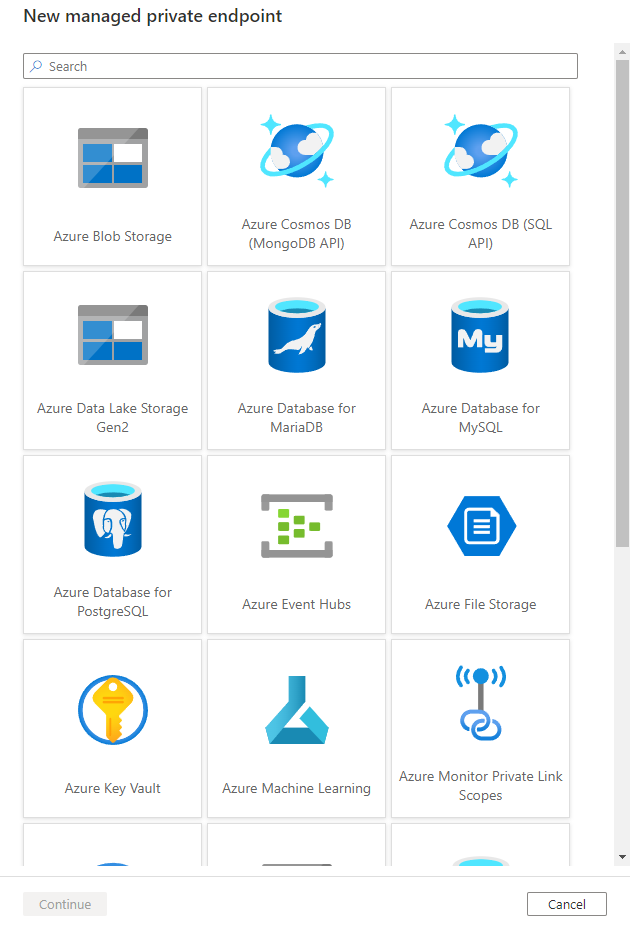 New managed private endpoint
Search
Azure Blob Storage
Azure Cosmos DB
(MongoDB API)
Azure Cosmos DB (SQL
API)
Azure Data Lake Storage
Gen2
Azure Database for
MariaDB
My
Azure Database for
MySQL
Azure Database for
PostgreSQL
Azure Event Hubs
Azure File Storage
Azure Key Vault
Azure Machine Learning
Azure Monitor Private Link
Scopes
Continue
Cancel